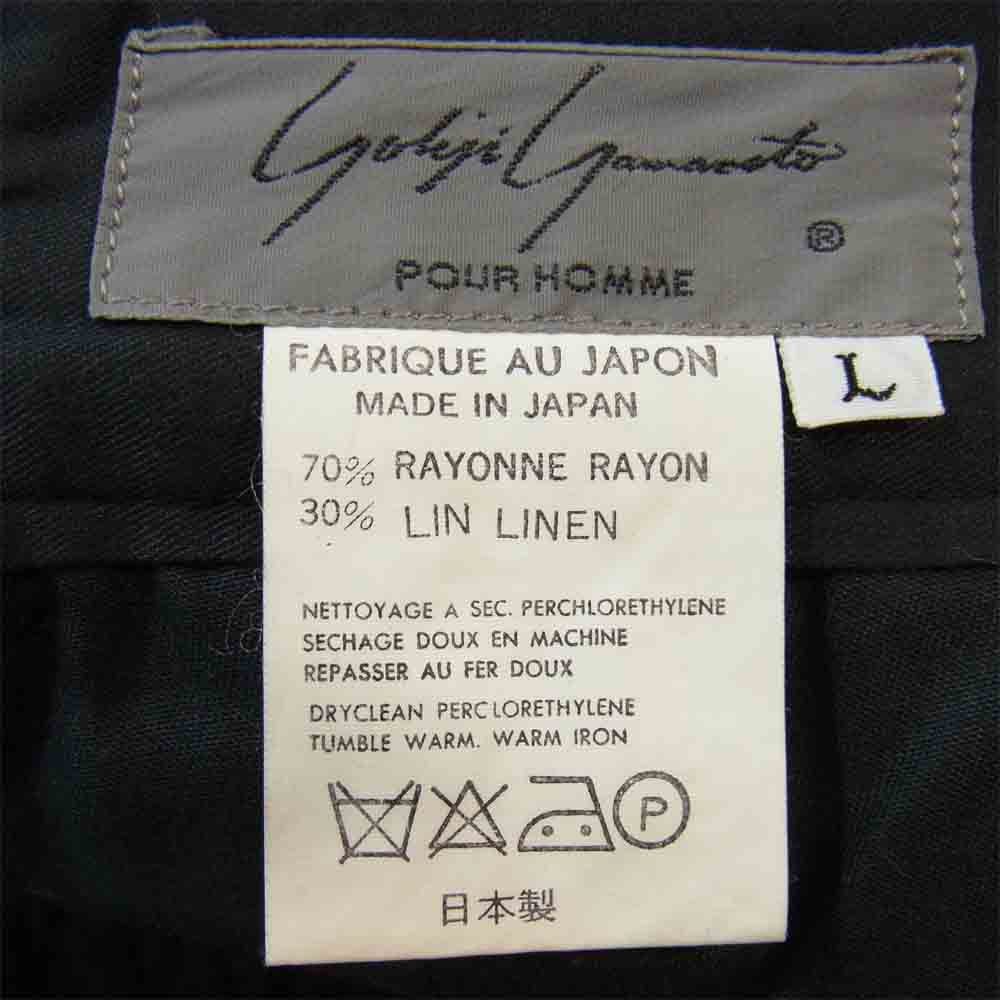 Yohji Yamamoto
®
POUR HOMME
L
FABRIQUE AU JAPON
MADE IN JAPAN
70% RAYONNE RAYON
30% LIN LINEN
NETTOYAGE A SEC. PERCHLORETHYLENE
SECHAGE DOUX EN MACHINE
REPASSER AU FER DOUX
DRYCLEAN PERCLORETHYLENE
TUMBLE WARM. WARM IRON
P
日本製